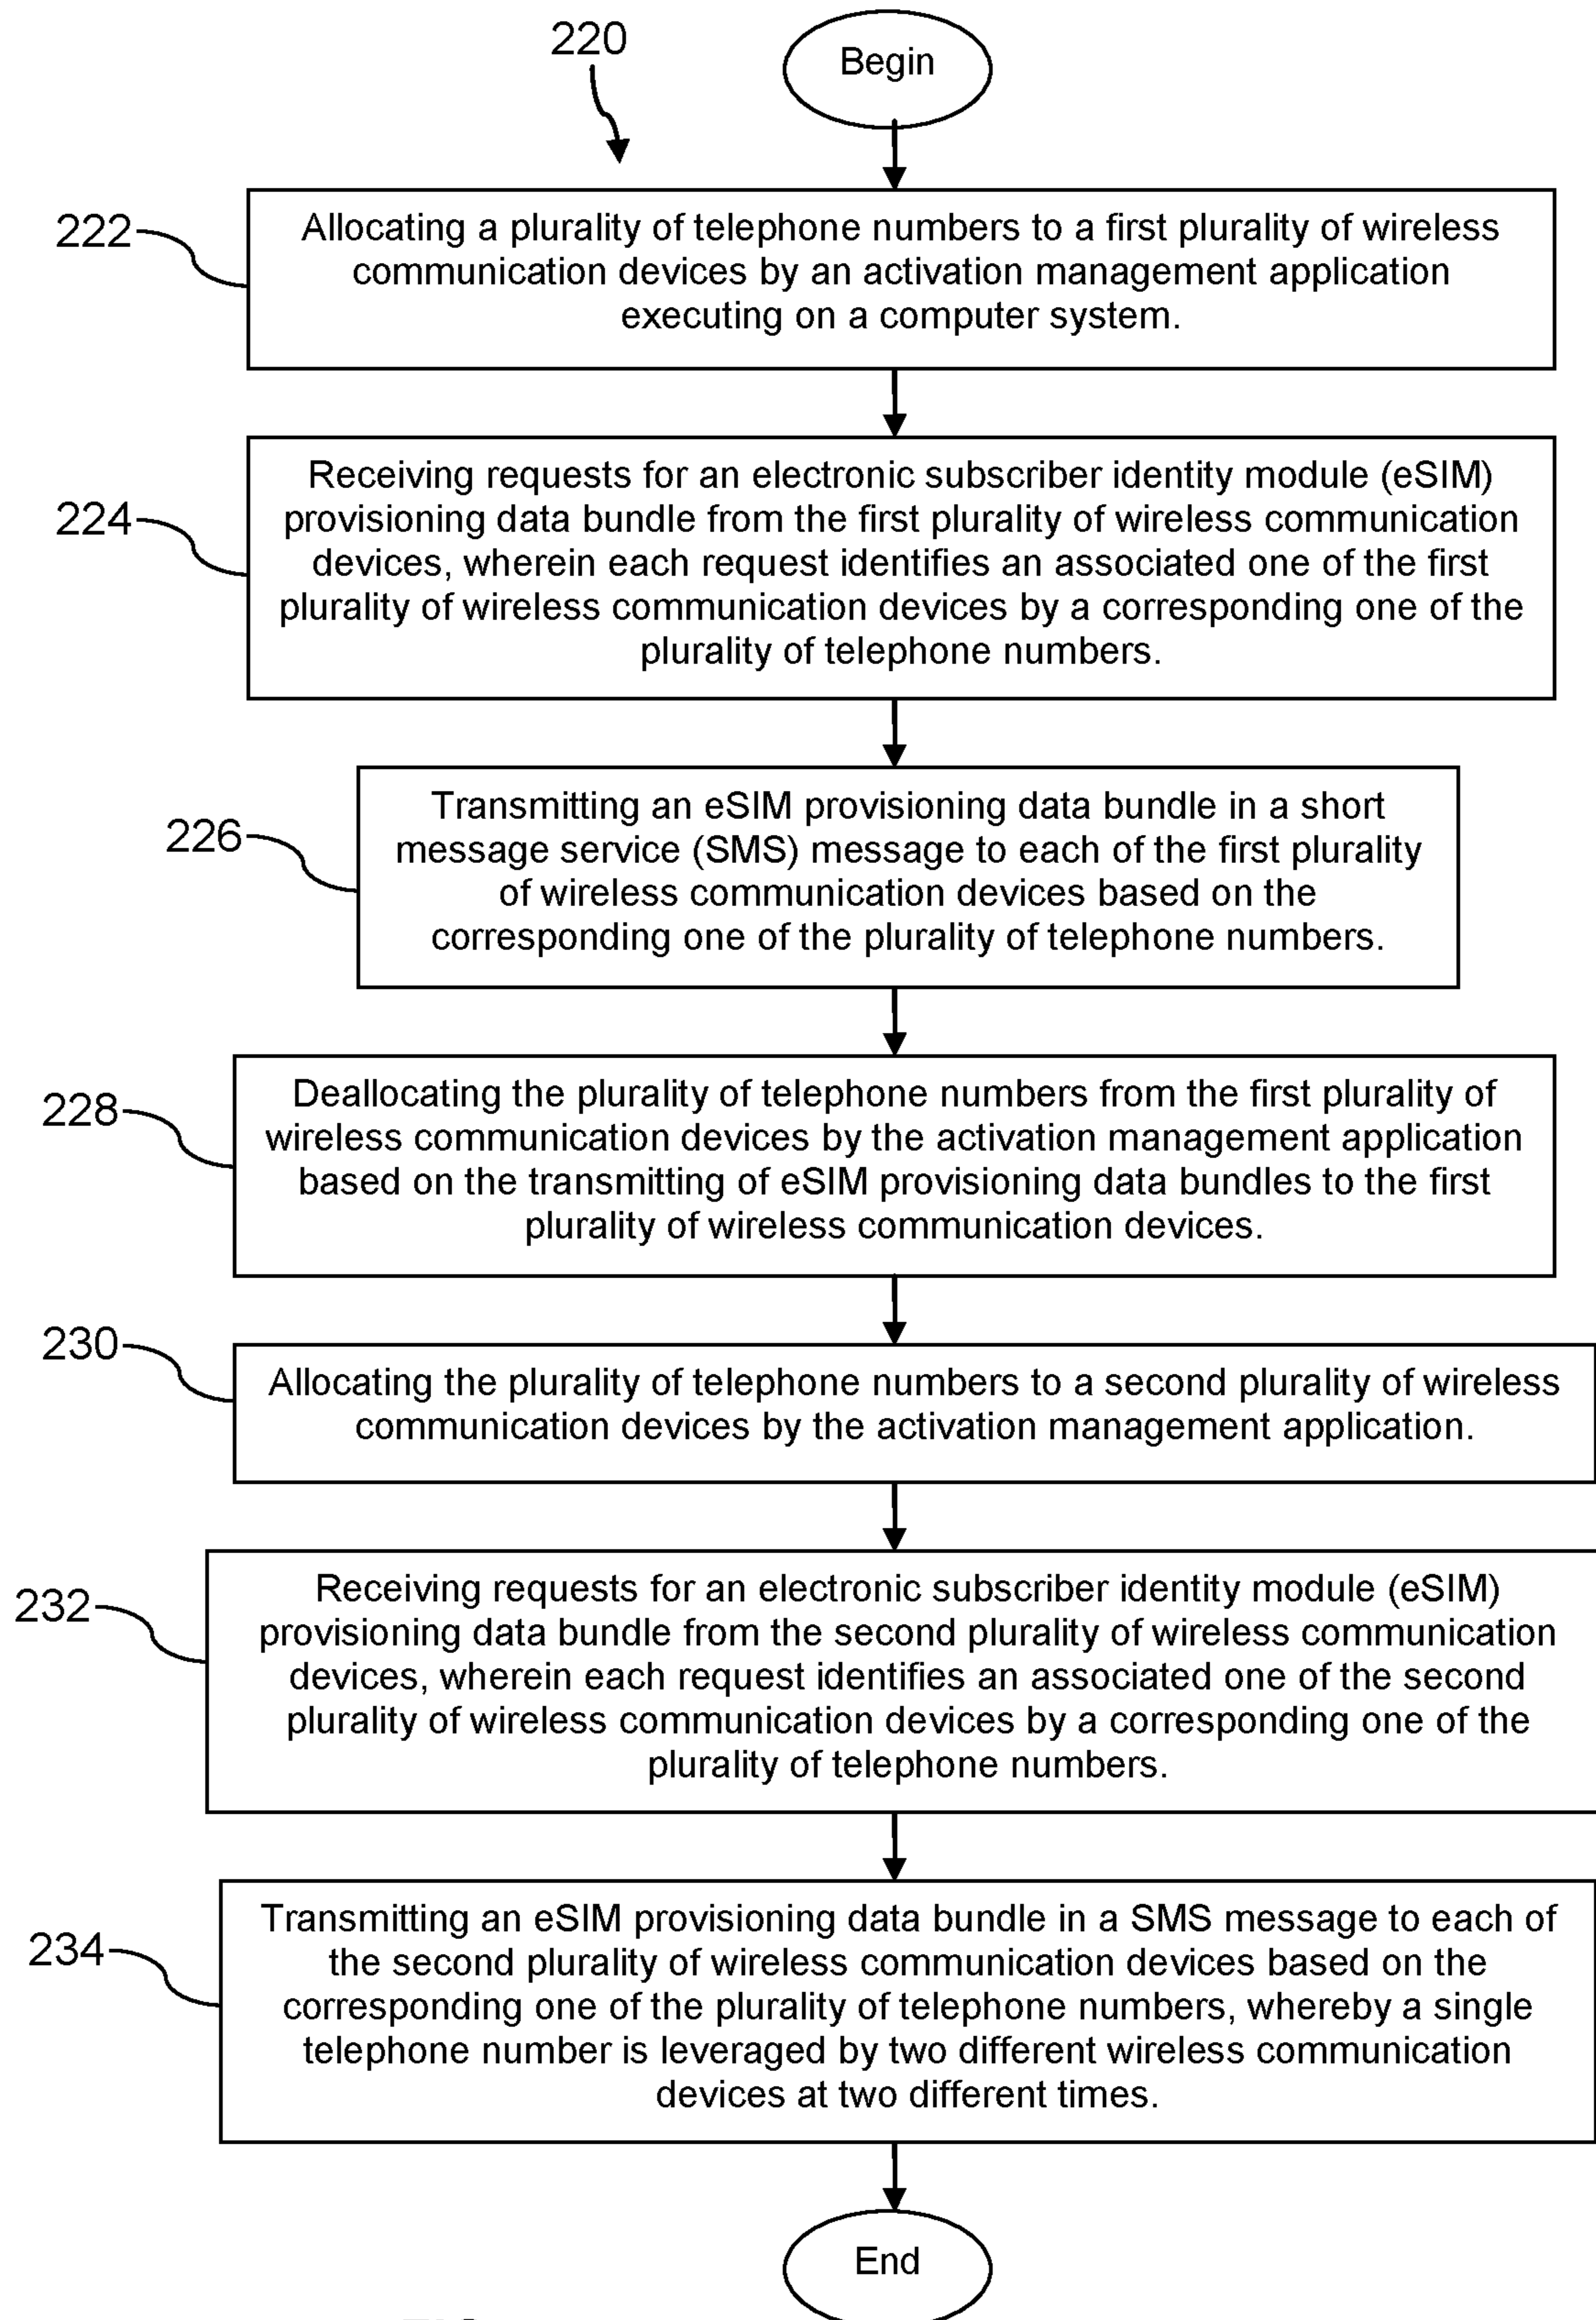 220
Begin
222
Allocating a plurality of telephone numbers to a first plurality of wireless
communication devices by an activation management application
executing on a computer system.
224
Receiving requests for an electronic subscriber identity module (eSIM)
provisioning data bundle from the first plurality of wireless communication
devices, wherein each request identifies an associated one of the first
plurality of wireless communication devices by a corresponding one of the
plurality of telephone numbers.
226
Transmitting an eSIM provisioning data bundle in a short
message service (SMS) message to each of the first plurality
of wireless communication devices based on the
corresponding one of the plurality of telephone numbers.
228
Deallocating the plurality of telephone numbers from the first plurality of
wireless communication devices by the activation management application
based on the transmitting of eSIM provisioning data bundles to the first
plurality of wireless communication devices.
230
Allocating the plurality of telephone numbers to a second plurality of wireless
communication devices by the activation management application.
232
Receiving requests for an electronic subscriber identity module (eSIM)
provisioning data bundle from the second plurality of wireless communication
devices, wherein each request identifies an associated one of the second
plurality of wireless communication devices by a corresponding one of the
plurality of telephone numbers.
234
Transmitting an eSIM provisioning data bundle in a SMS message to each of
the second plurality of wireless communication devices based on the
corresponding one of the plurality of telephone numbers, whereby a single
telephone number is leveraged by two different wireless communication
devices at two different times.
End